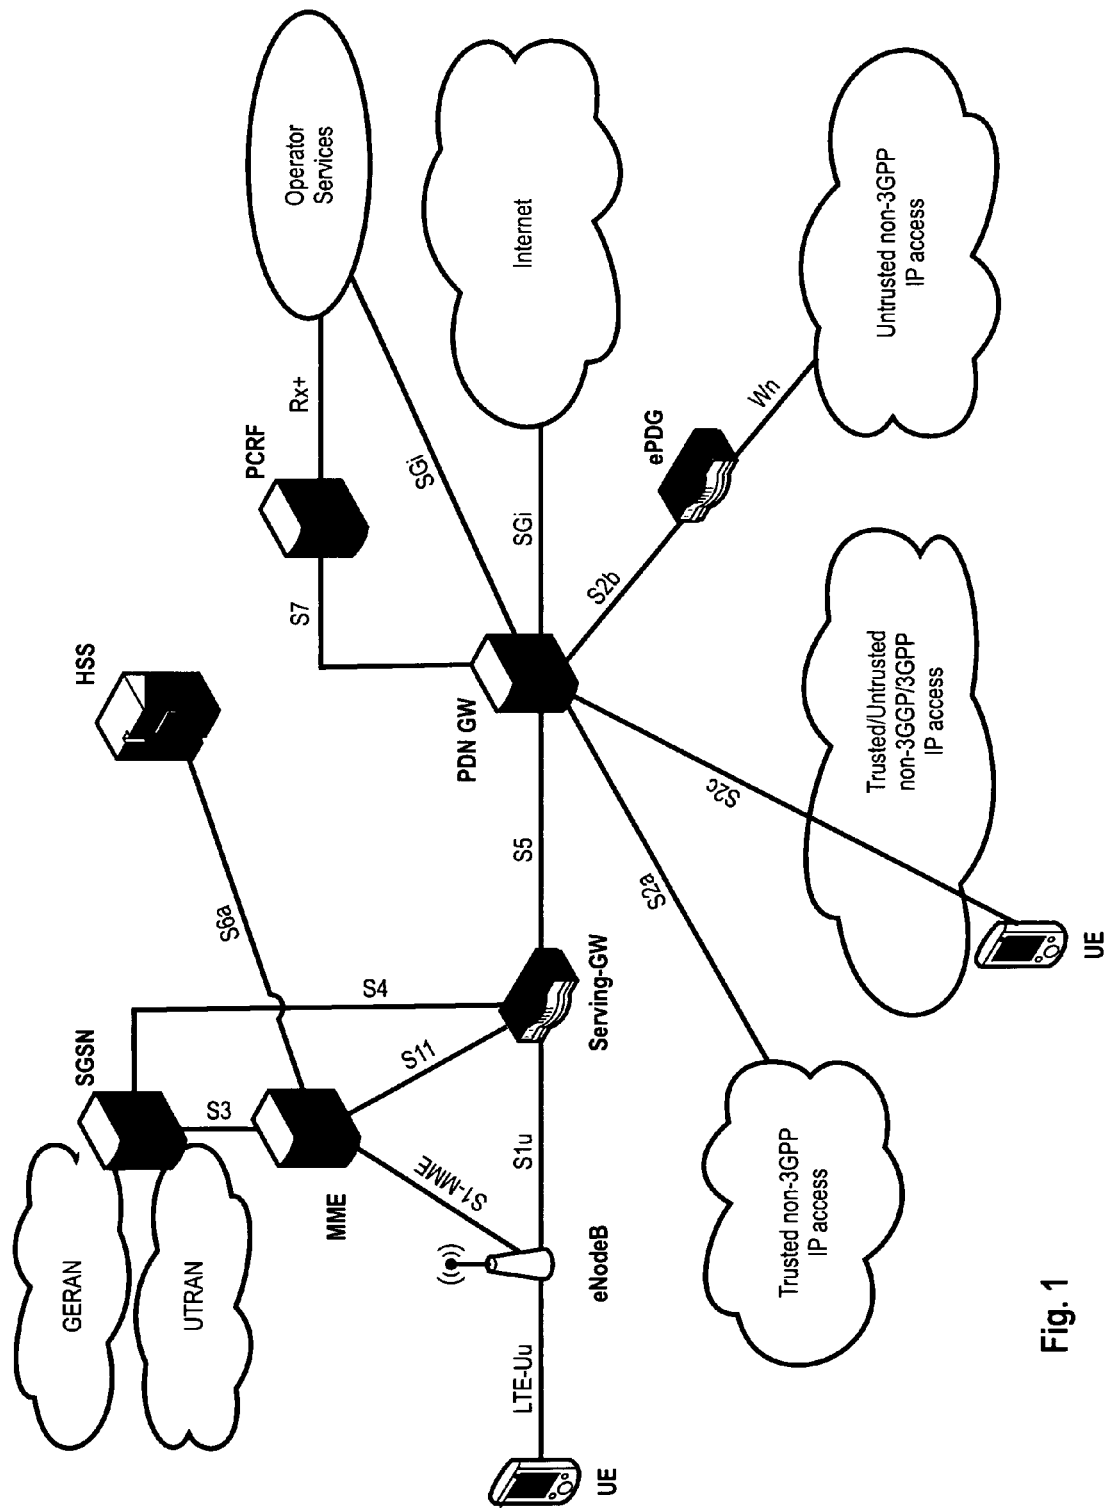 GERAN
UTRAN
SGSN
HSS
S3
S6a
S4
MME
S11
S1-MME
S7
PCRF
Rx+
Operator
Services
SGi
PDN GW
SGi
Internet
UE
LTE-Uu
eNodeB
S1u
Serving-GW
S5
S2a
S2c
S2b
ePDG
Wn
Trusted non-3GPP
IP access
UE
Trusted/Untrusted
non-3GGP/3GPP
IP access
Untrusted non-3GPP
IP access
Fig. 1